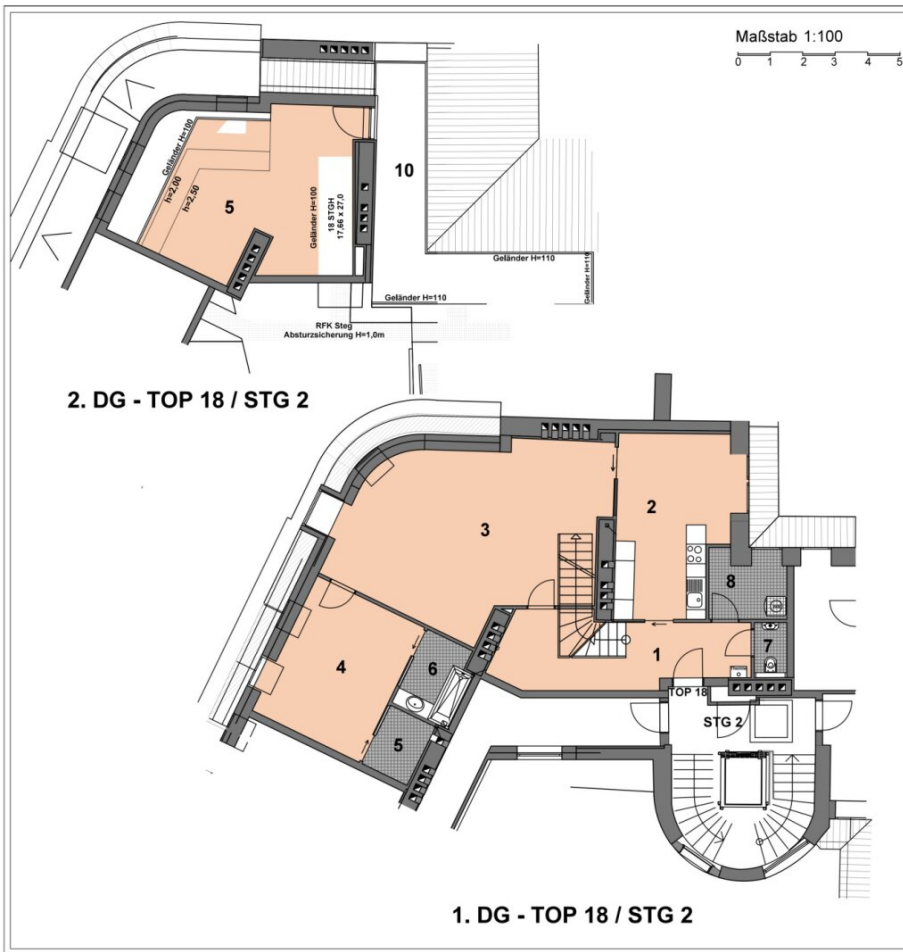 Maßstab 1:100
0 1 2 3 4 5
10
Geländer H=100
h=2,00
h=2,50
5
Geländer H=100
18 STGH
17,66 x 27,0
Geländer H=110
Geländer H=110
Geländer H=110
RFK Steg
Absturzsicherung H=1,0m
2. DG - TOP 18 / STG 2
2
3
8
7
1
4
6
5
TOP 18
STG 2
1. DG - TOP 18 / STG 2